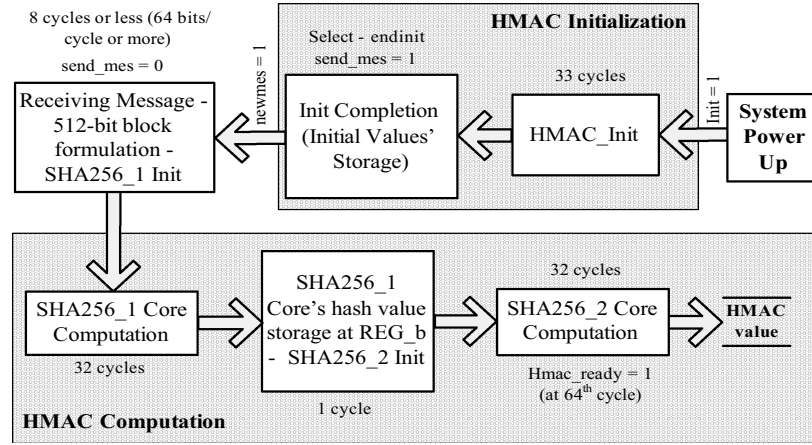 8 cycles or less (64 bits/
cycle or more)
send_mes = 0
Receiving Message -
512-bit block
formulation -
SHA256_1 Init
newmes = 1
HMAC Initialization
Select - endinit
send_mes = 1
Init Completion
(Initial Values'
Storage)
33 cycles
HMAC_Init
Init = 1
System
Power
Up
SHA256_1 Core
Computation
32 cycles
SHA256_1
Core's hash value
storage at REG_b
- SHA256_2 Init
1 cycle
32 cycles
SHA256_2 Core
Computation
Hmac_ready = 1
(at 64th cycle)
HMAC
value
HMAC Computation